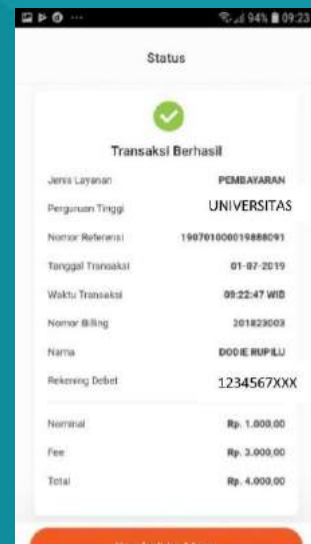 94% 09:23
Status
Transaksi Berhasil
Jenis Layanan PEMBAYARAN
Perguruan Tinggi UNIVERSITAS
Nomor Referensi 190701000019888091
Tanggal Transaksi 01-07-2019
Waktu Transaksi 09:22:47 WIB
Nomor Billing 201823003
Nama DODIE RUPILU
Rekening Debet 1234567XXX
Nominal Rp. 1.000,00
Fee Rp. 3.000,00
Total Rp. 4.000,00